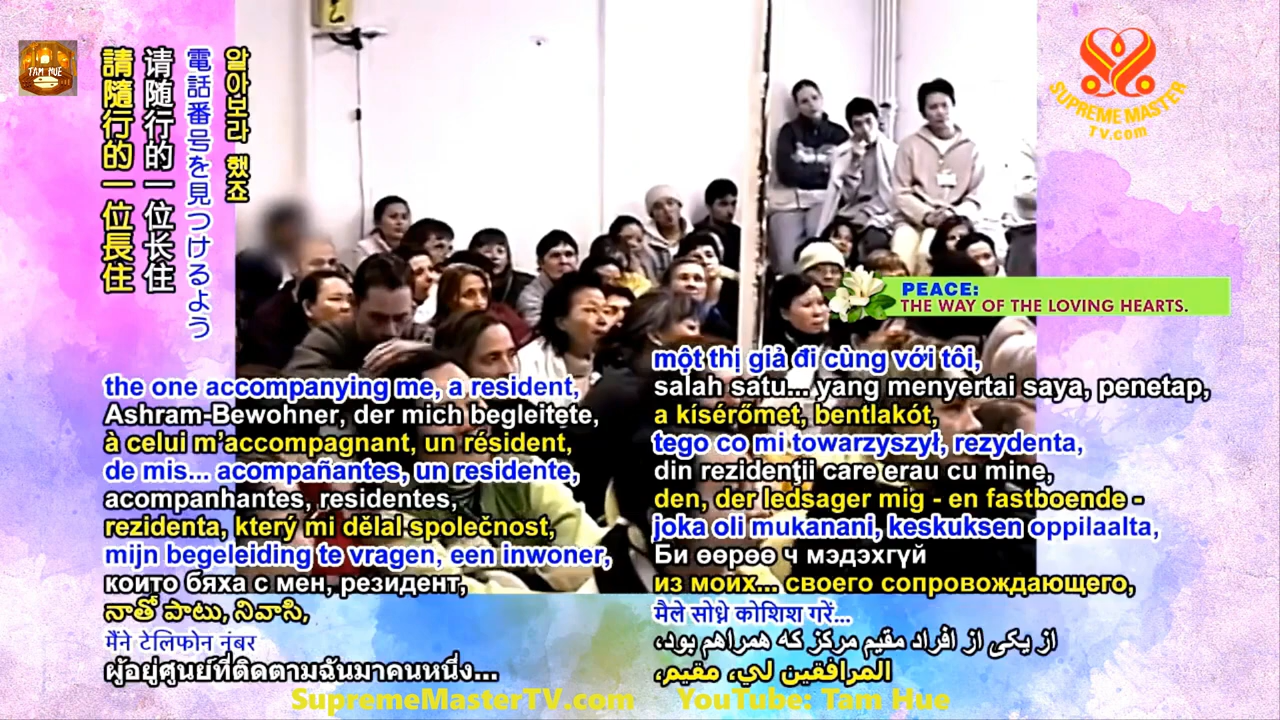 TAM HUE
알아보라 했죠
電話番号を見つけるよう
请随行的一位长住
請隨行的一位長住
SUPREME MASTER
TV.com
PEACE:
THE WAY OF THE LOVING HEARTS.
the one accompanying me, a resident,
Ashram-Bewohner, der mich begleitete,
à celui m'accompagnant, un résident,
de mis... acompañantes, un residente,
acompanhantes, residentes,
rezidenta, který mi dělal společnost,
mijn begeleiding te vragen, een inwoner,
които бяха с мен, резидент,
నాతో పాటు, నివాసి,
मैंने टेलिफोन नंबर
ผู้อยู่ศูนย์ที่ติดตามฉันมาคนหนึ่ง...
một thị giả đi cùng với tôi,
salah satu... yang menyertai saya, penetap,
a kísérőmet, bentlakót,
tego co mi towarzyszył, rezydenta,
din rezidenţii care erau cu mine,
den, der ledsager mig - en fastboende -
joka oli mukanani, keskuksen oppilaalta,
Би өөрөө ч мэдэхгүй
из моих... своего сопровождающего,
मैले सोध्ने कोशिश गरें...
از یکی از افراد مقیم مرکز که همراهم بود،
المرافقين لي، مقيم،
SupremeMasterTV.com
YouTube: Tam Hue